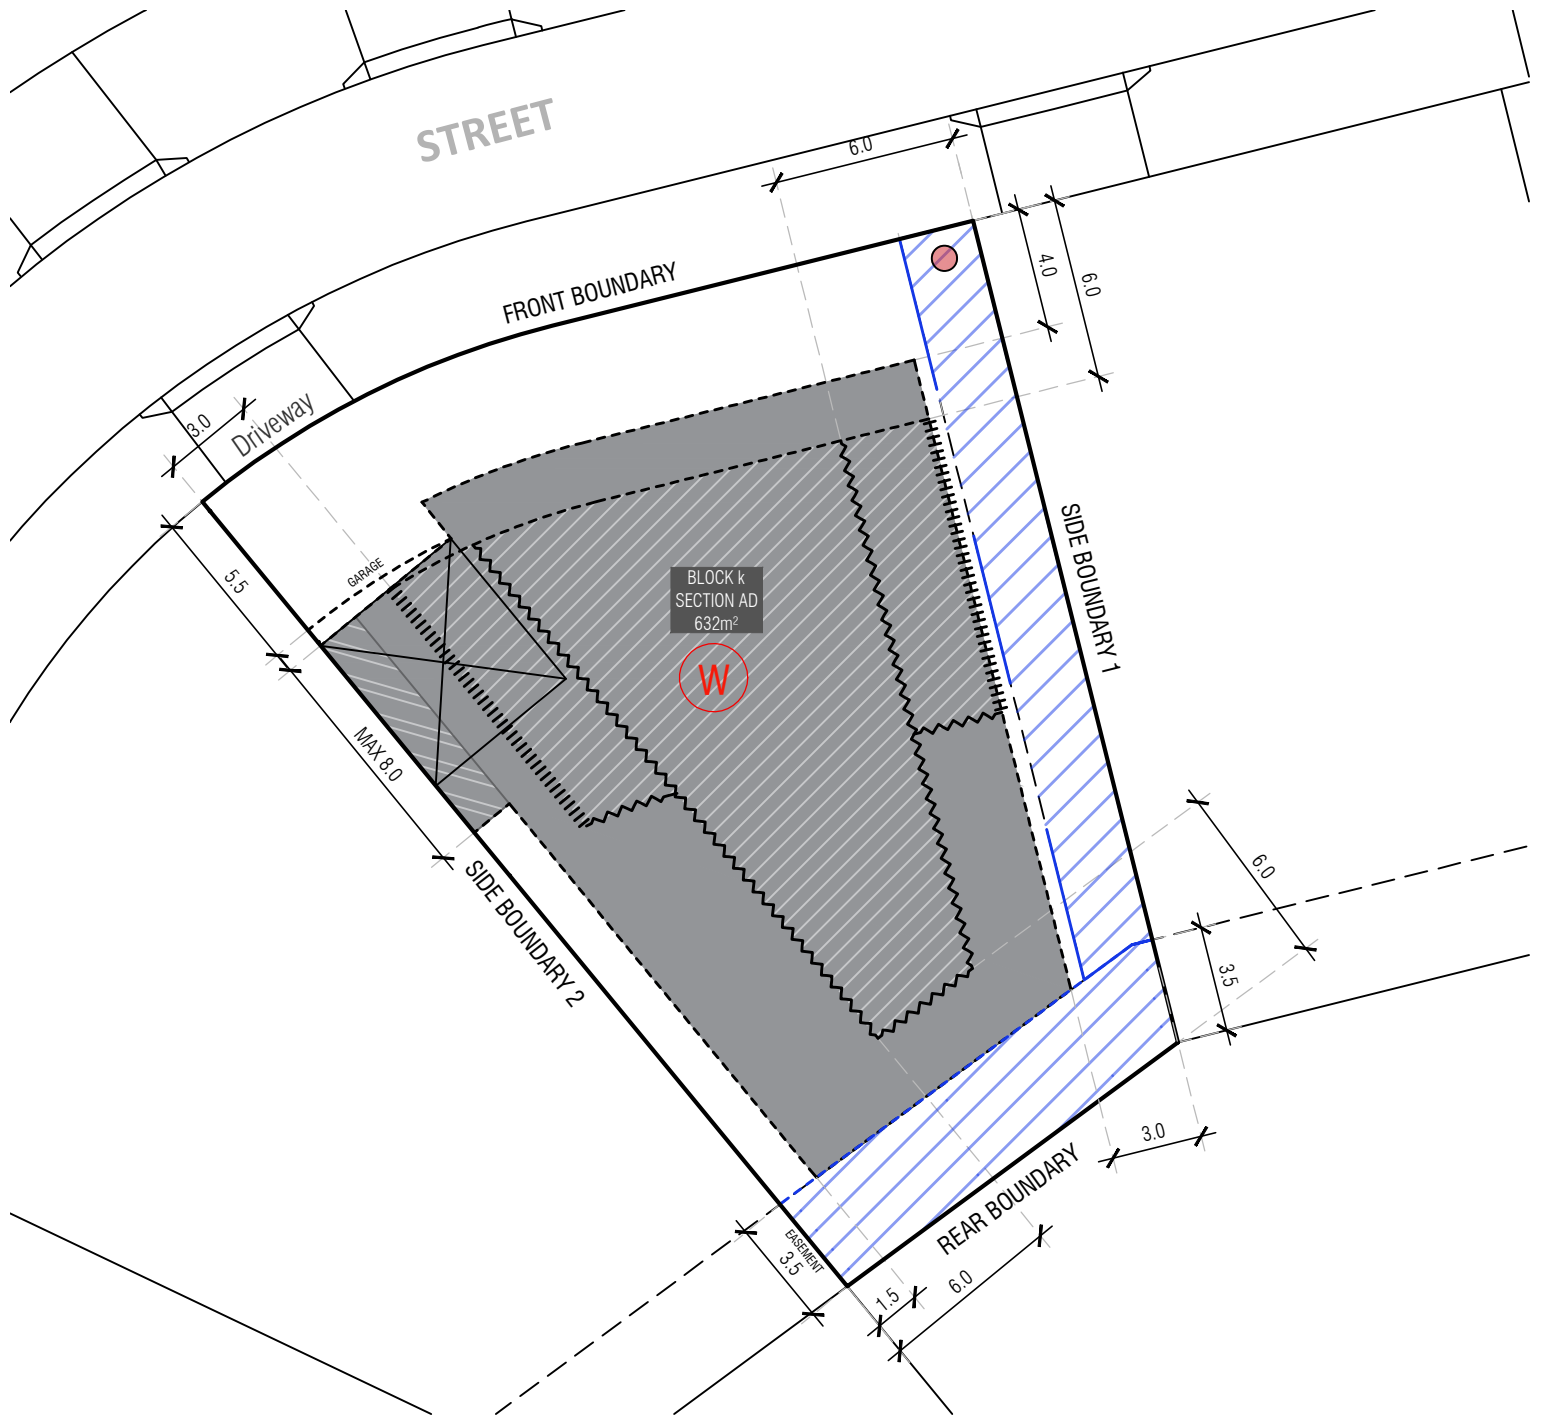 STREET
6.0
FRONT BOUNDARY
4.0
6.0
3.0
Driveway
5.5
GARAGE
BLOCK k
SECTION AD
632m²
W
SIDE BOUNDARY 1
MAX 8.0
SIDE BOUNDARY 2
6.0
3.5
3.0
REAR BOUNDARY
EASEMENT
3.5
1.5
6.0